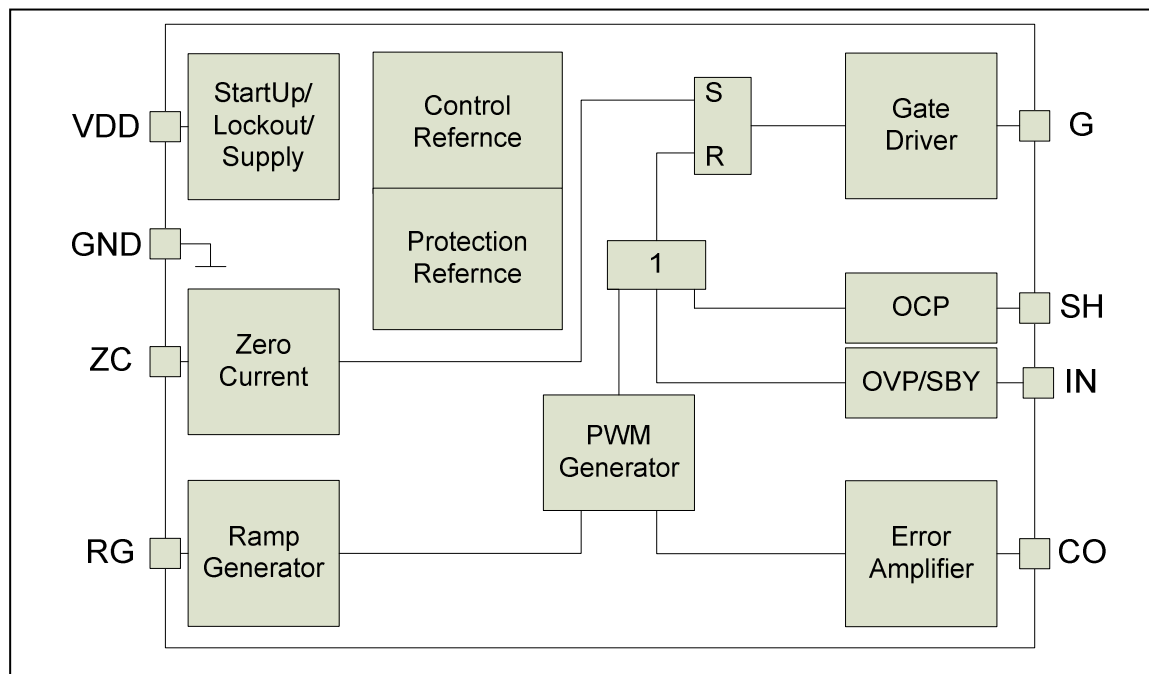 VDD
StartUp/
Lockout/
Supply
Control
Refernce
S
R
Gate
Driver
G
GND
Protection
Refernce
1
OCP
SH
ZC
Zero
Current
OVP/SBY
IN
PWM
Generator
RG
Ramp
Generator
Error
Amplifier
CO